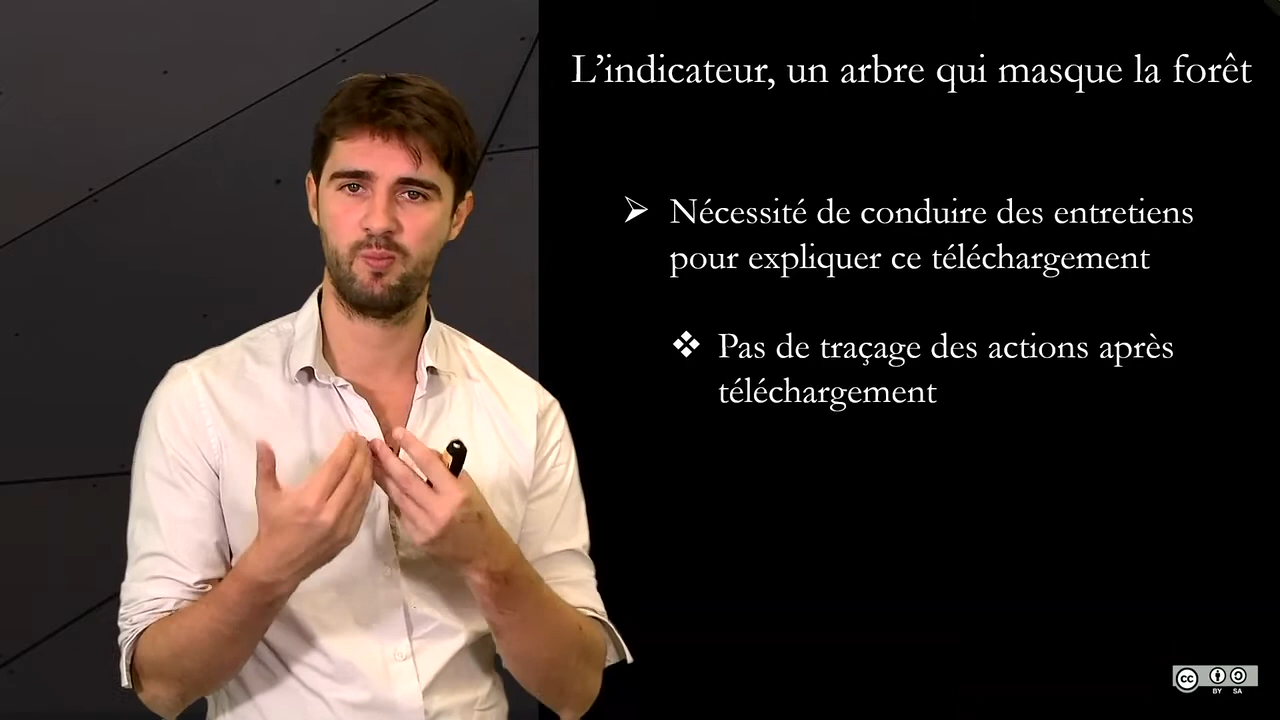 L’indicateur, un arbre qui masque la forêt
Nécessité de conduire des entretiens
pour expliquer ce téléchargement
Pas de traçage des actions après
téléchargement
cc
BY SA